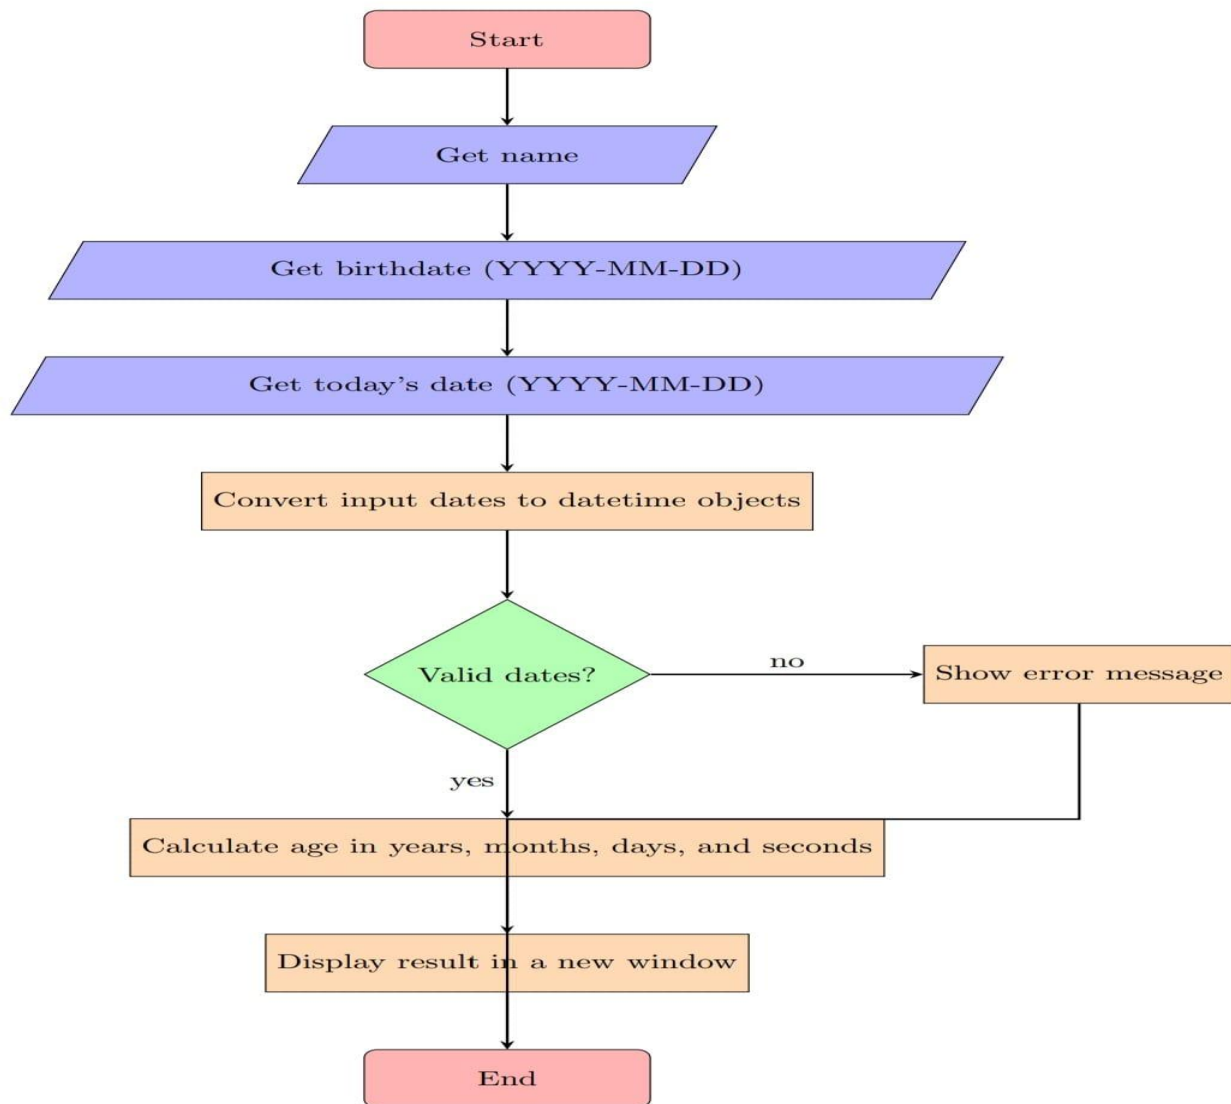 Start
Get name
Get birthdate (YYYY-MM-DD)
Get today's date (YYYY-MM-DD)
Convert input dates to datetime objects
Valid dates?
no
Show error message
yes
Calculate age in years, months, days, and seconds
Display result in a new window
End